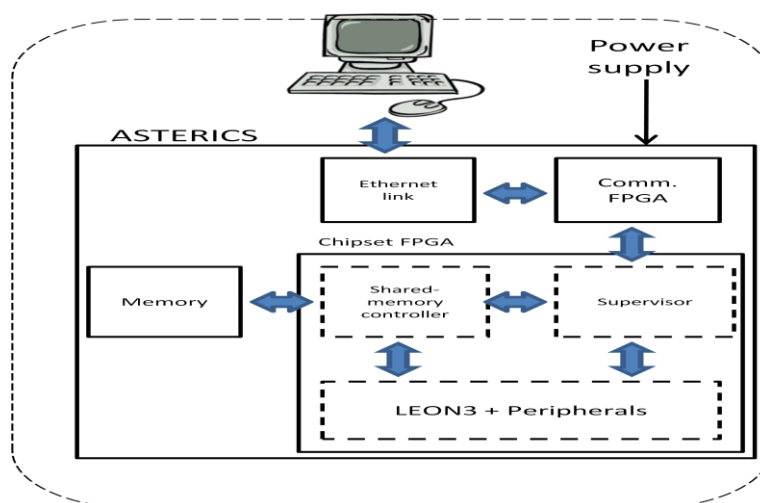 Power
supply
ASTERICS
Ethernet
link
Comm.
FPGA
Chipset FPGA
Memory
Shared-
memory
controller
Supervisor
LEON3 + Peripherals